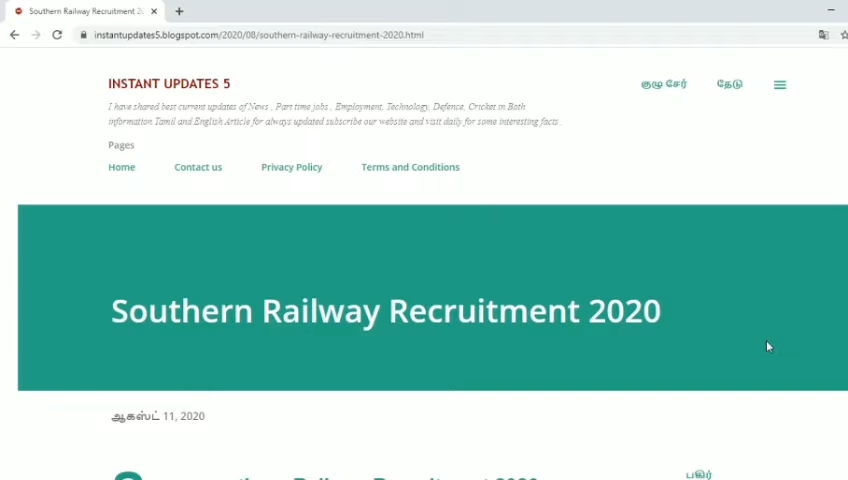 Southern Railway Recruitment 2
instantupdates5.blogspot.com/2020/08/southern-railway-recruitment-2020.html
INSTANT UPDATES 5
குழு சேர்
தேடு
I have shared best current updates of News , Part time jobs , Employment, Technology, Defence, Cricket in Both
information Tamil and English Article for always updated subscribe our website and visit daily for some interesting facts .
Pages
Home
Contact us
Privacy Policy
Terms and Conditions
Southern Railway Recruitment 2020
ஆகஸ்ட் 11, 2020
Railway Recruitment 2020
பகிர்